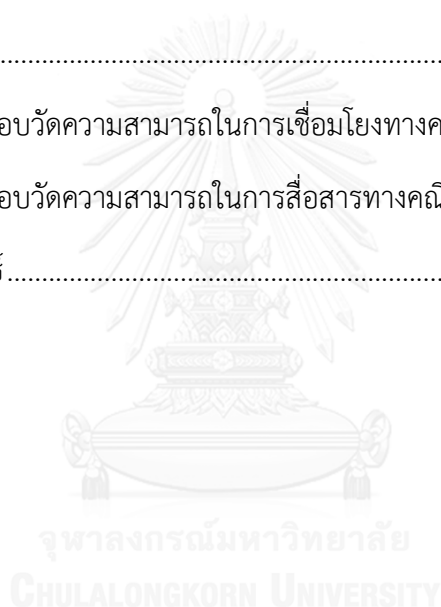 ........................................................................
อบวัดความสามารถในการเชื่อมโยงทางค
อบวัดความสามารถในการสื่อสารทางคณิ
์ ........................................................................
จุฬาลงกรณ์มหาวิทยาลัย
CHULALONGKORN UNIVERSITY